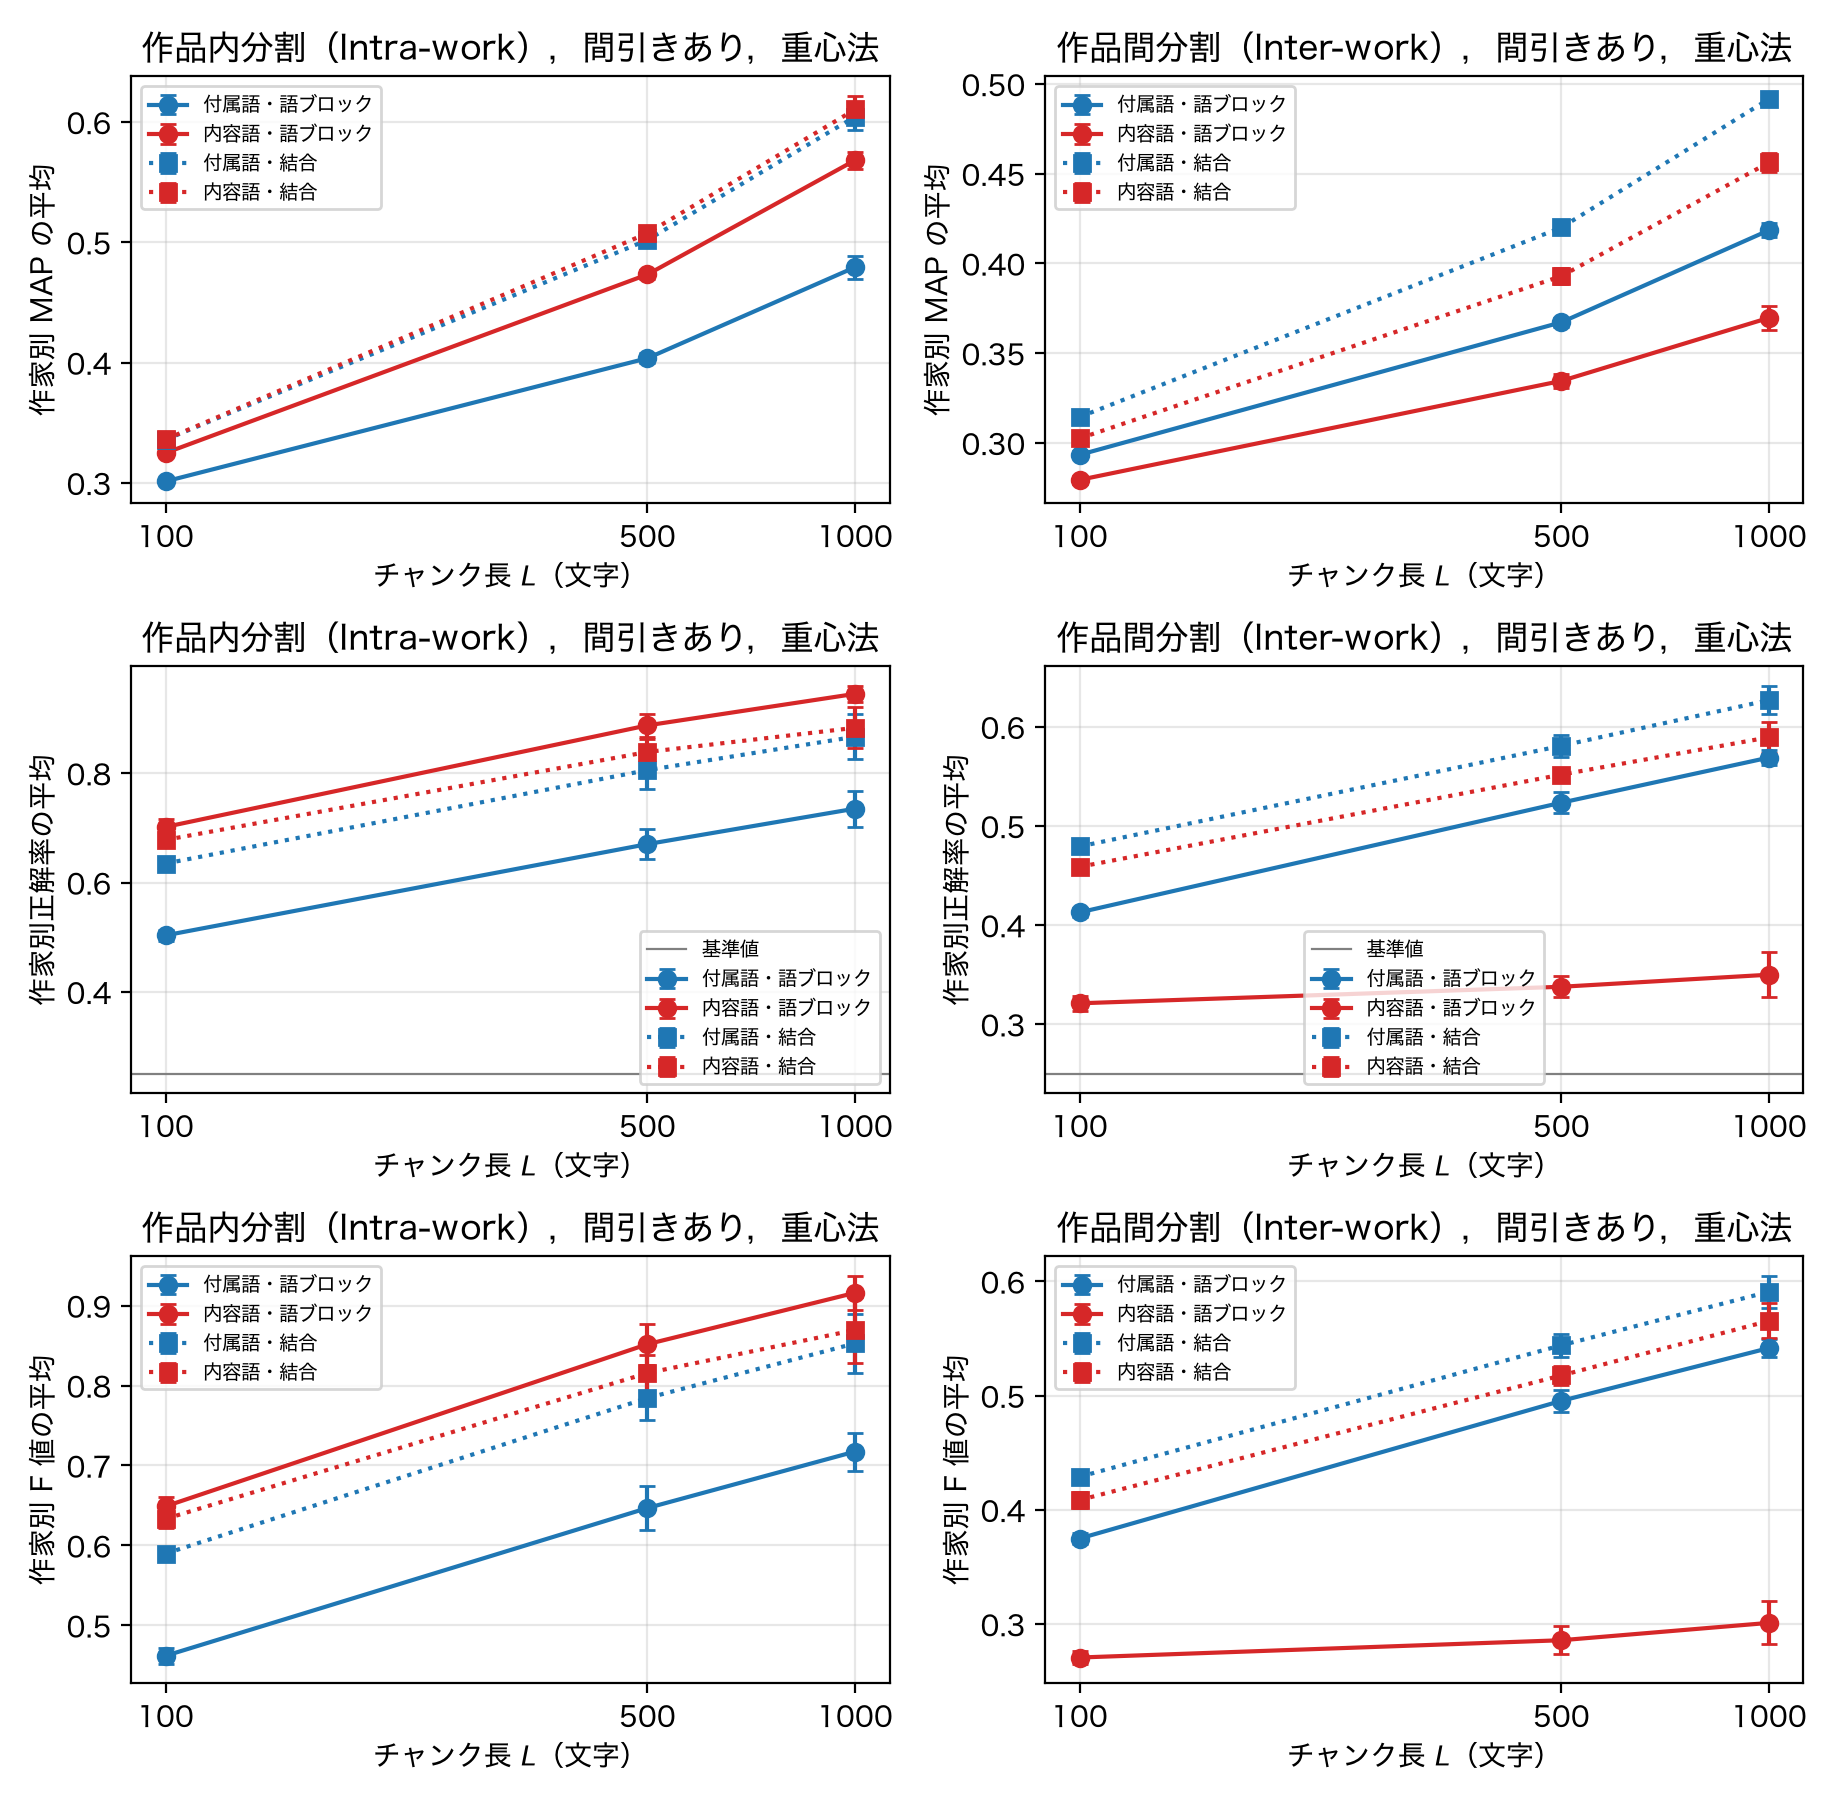 作品内分割（Intra-work），間引きあり，重心法
作家別 MAP の平均
0.6
0.5
0.4
0.3
付属語・語ブロック
内容語・語ブロック
付属語・結合
内容語・結合
100
500
1000
チャンク長 L（文字）
作品間分割（Inter-work），間引きあり，重心法
作家別 MAP の平均
0.50
0.45
0.40
0.35
0.30
付属語・語ブロック
内容語・語ブロック
付属語・結合
内容語・結合
100
500
1000
チャンク長 L（文字）
作品内分割（Intra-work），間引きあり，重心法
作家別正解率の平均
0.8
0.6
0.4
基準値
付属語・語ブロック
内容語・語ブロック
付属語・結合
内容語・結合
100
500
1000
チャンク長 L（文字）
作品間分割（Inter-work），間引きあり，重心法
作家別正解率の平均
0.6
0.5
0.4
0.3
基準値
付属語・語ブロック
内容語・語ブロック
付属語・結合
内容語・結合
100
500
1000
チャンク長 L（文字）
作品内分割（Intra-work），間引きあり，重心法
作家別 F 値の平均
0.9
0.8
0.7
0.6
0.5
付属語・語ブロック
内容語・語ブロック
付属語・結合
内容語・結合
100
500
1000
チャンク長 L（文字）
作品間分割（Inter-work），間引きあり，重心法
作家別 F 値の平均
0.6
0.5
0.4
0.3
付属語・語ブロック
内容語・語ブロック
付属語・結合
内容語・結合
100
500
1000
チャンク長 L（文字）